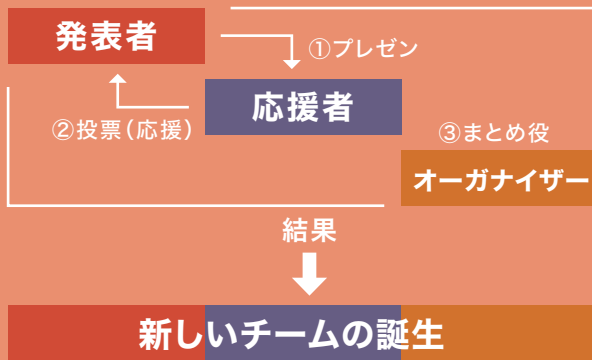 発表者
①プレゼン
応援者
②投票(応援)
③まとめ役
オーガナイザー
結果
新しいチームの誕生